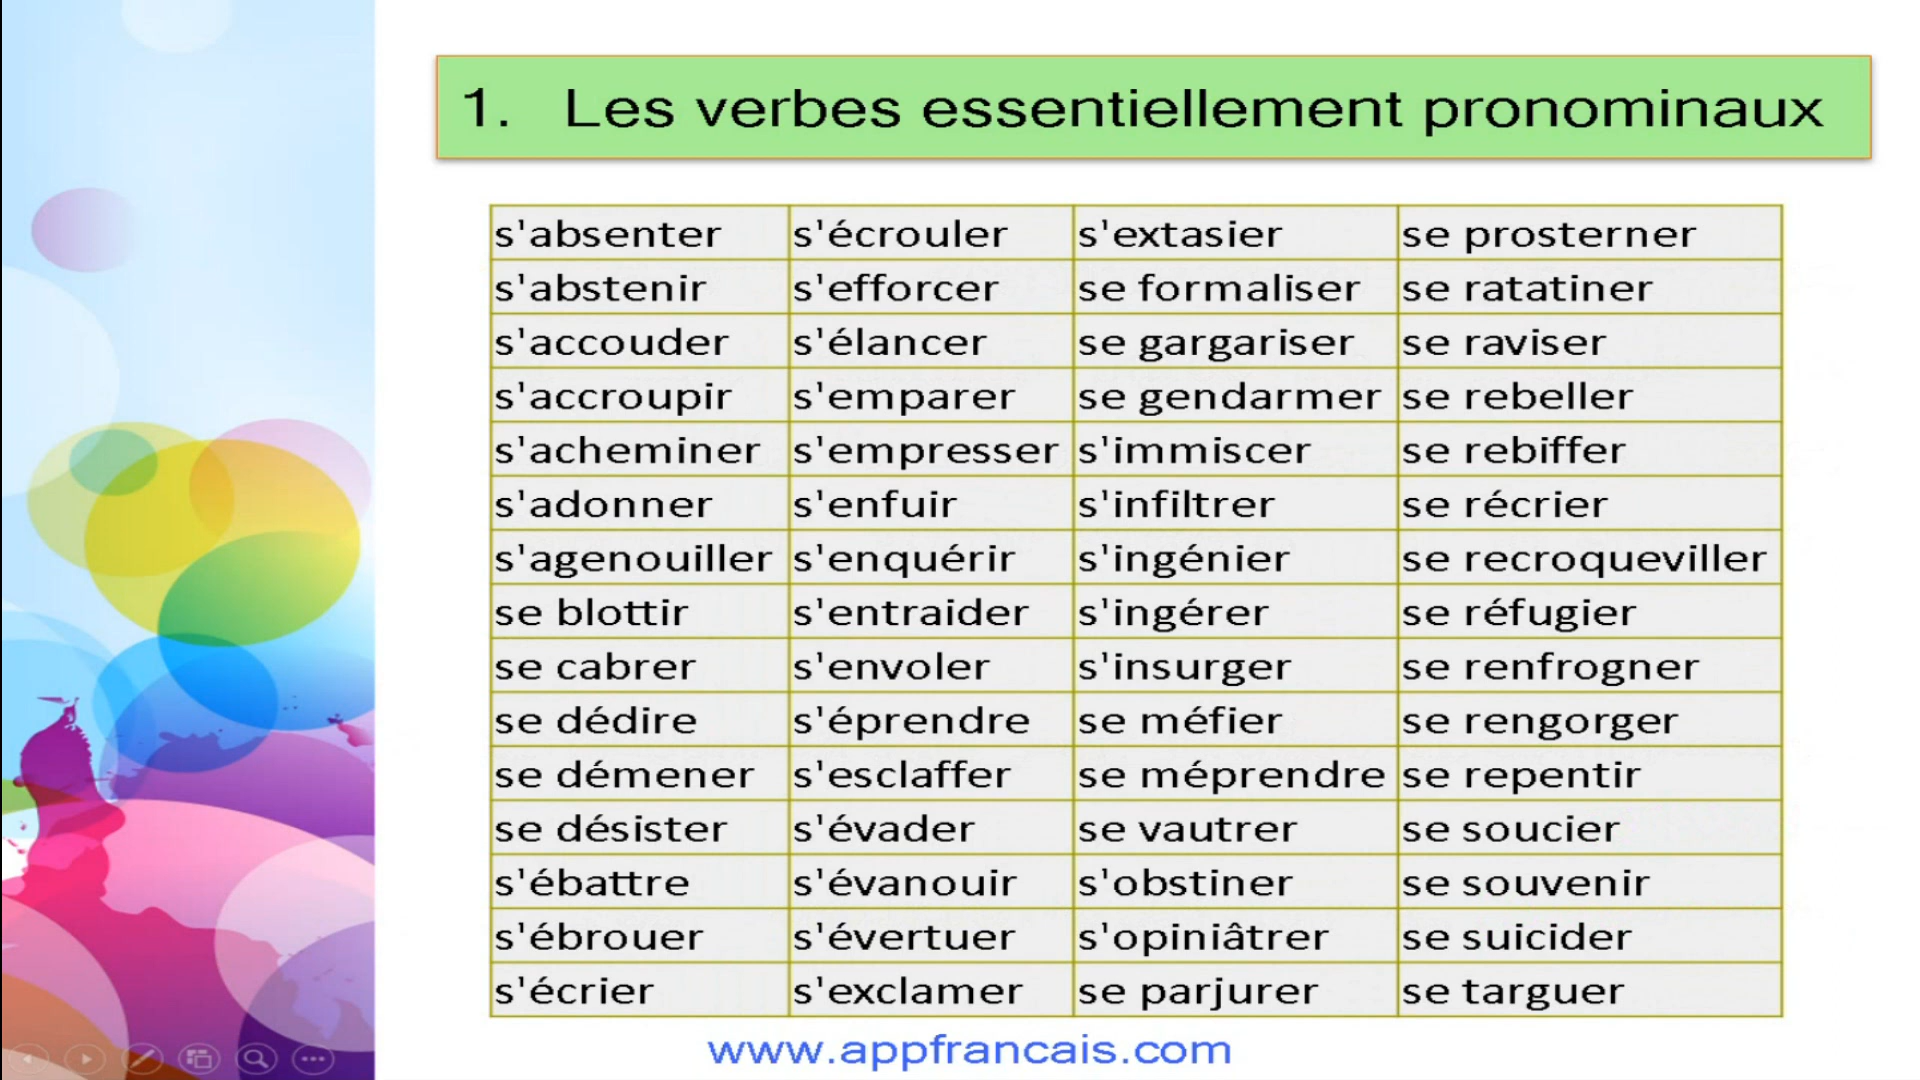 1. Les verbes essentiellement pronominaux
s'absenter s'écrouler s'extasier se prosterner
s'abstenir s'efforcer se formaliser se ratatiner
s'accouder s'élancer se gargariser se raviser
s'accroupir s'emparer se gendarmer se rebeller
s'acheminer s'empresser s'immiscer se rebiffer
s'adonner s'enfuir s'infiltrer se récrier
s'agenouiller s'enquérir s'ingénier se recroqueviller
se blottir s'entraider s'ingérer se réfugier
se cabrer s'envoler s'insurger se renfrogner
se dédire s'éprendre se méfier se rengorger
se démener s'esclaffer se méprendre se repentir
se désister s'évader se vautrer se soucier
s'ébattre s'évanouir s'obstiner se souvenir
s'ébrouer s'évertuer s'opiniâtrer se suicider
s'écrier s'exclamer se parjurer se targuer
www.appfrancais.com